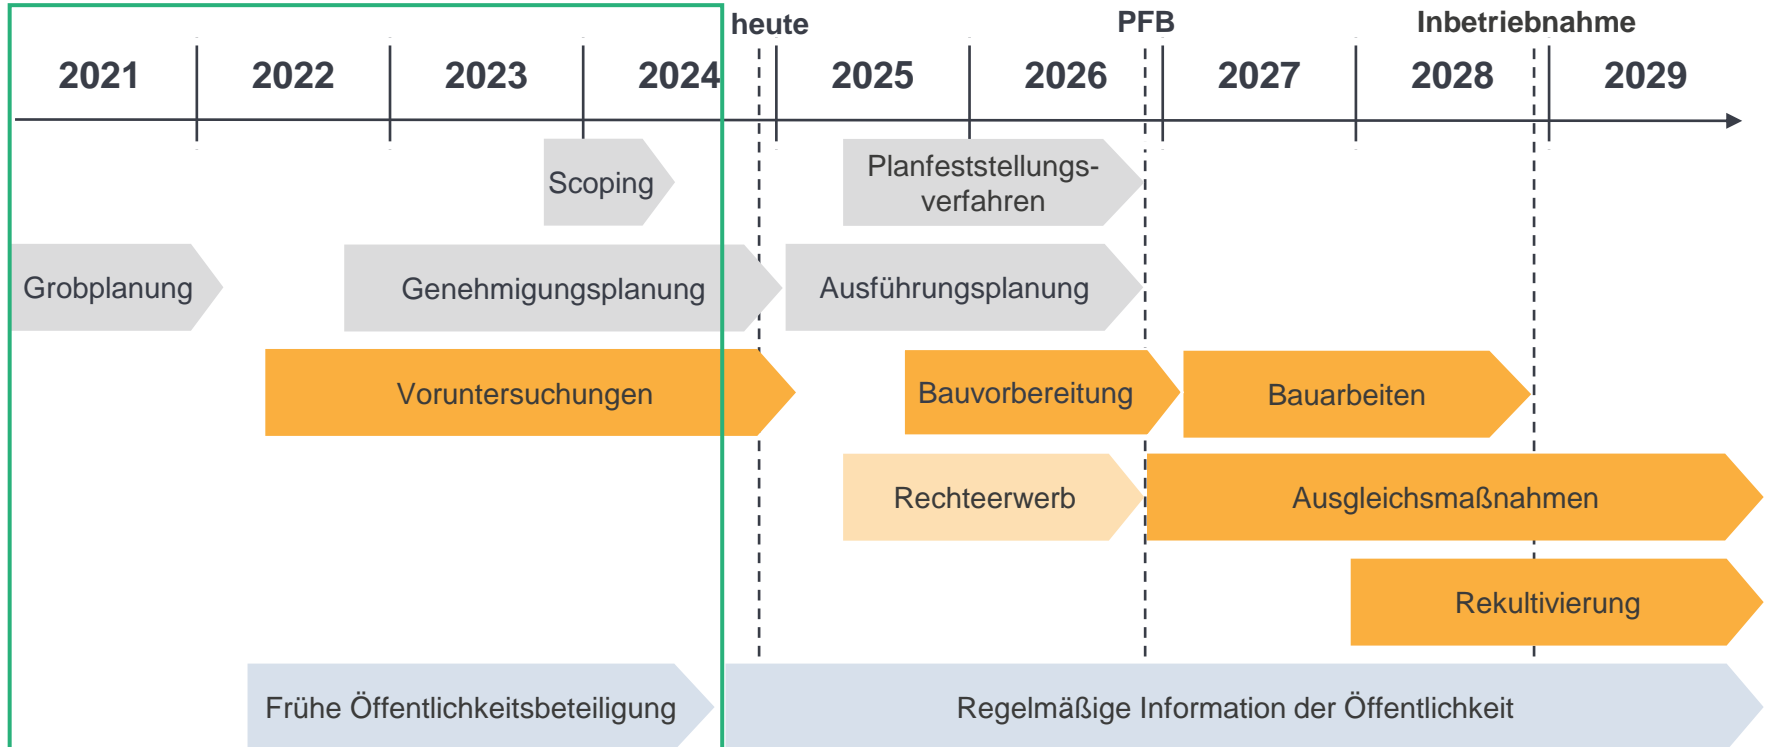 heute
PFB
Inbetriebnahme
2021
2022
2023
2024
2025
2026
2027
2028
2029
Scoping
Planfeststellungs-
verfahren
Grobplanung
Genehmigungsplanung
Ausführungsplanung
Voruntersuchungen
Bauvorbereitung
Bauarbeiten
Rechteerwerb
Ausgleichsmaßnahmen
Rekultivierung
Frühe Öffentlichkeitsbeteiligung
Regelmäßige Information der Öffentlichkeit